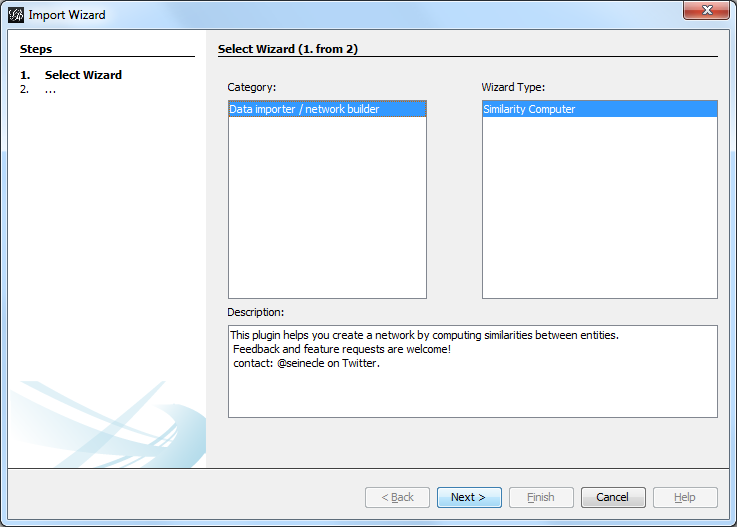 Import Wizard
Steps
1. Select Wizard
2. ...
Select Wizard (1. from 2)
Category:
Wizard Type:
Data importer / network builder
Similarity Computer
Description:
This plugin helps you create a network by computing similarities between entities.
Feedback and feature requests are welcome!
contact: @seinecle on Twitter.
< Back
Next >
Finish
Cancel
Help